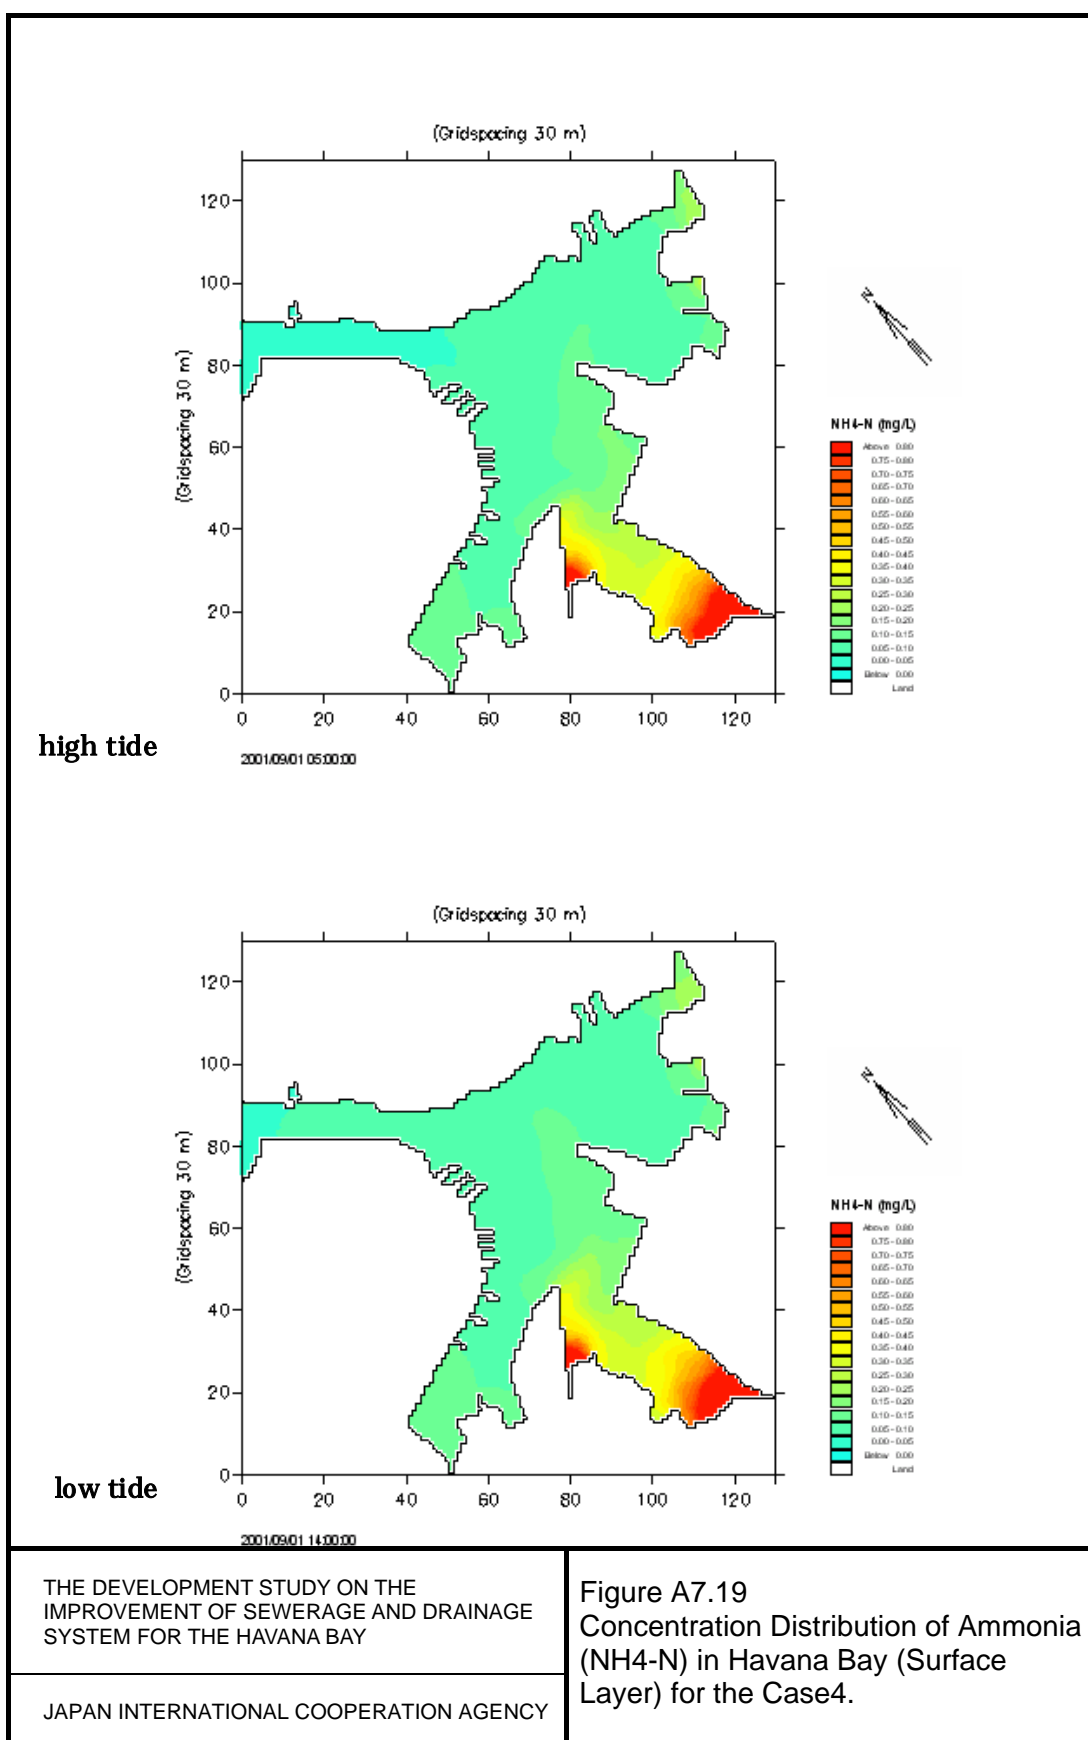 (Gridspacing 30 m)
120
100
80
60
40
20
0
(Gridspacing 30 m)
0 20 40 60 80 100 120
N
NH4-N (mg/L)
Above 0.80
0.75 - 0.80
0.70 - 0.75
0.65 - 0.70
0.60 - 0.65
0.55 - 0.60
0.50 - 0.55
0.45 - 0.50
0.40 - 0.45
0.35 - 0.40
0.30 - 0.35
0.25 - 0.30
0.20 - 0.25
0.15 - 0.20
0.10 - 0.15
0.05 - 0.10
0.00 - 0.05
Below 0.00
Land
high tide
2001/09/01 05:00:00
(Gridspacing 30 m)
120
100
80
60
40
20
0
(Gridspacing 30 m)
0 20 40 60 80 100 120
N
NH4-N (mg/L)
Above 0.80
0.75 - 0.80
0.70 - 0.75
0.65 - 0.70
0.60 - 0.65
0.55 - 0.60
0.50 - 0.55
0.45 - 0.50
0.40 - 0.45
0.35 - 0.40
0.30 - 0.35
0.25 - 0.30
0.20 - 0.25
0.15 - 0.20
0.10 - 0.15
0.05 - 0.10
0.00 - 0.05
Below 0.00
Land
low tide
2001/09/01 14:00:00
THE DEVELOPMENT STUDY ON THE
IMPROVEMENT OF SEWERAGE AND DRAINAGE
SYSTEM FOR THE HAVANA BAY
JAPAN INTERNATIONAL COOPERATION AGENCY
Figure A7.19
Concentration Distribution of Ammonia
(NH4-N) in Havana Bay (Surface
Layer) for the Case4.